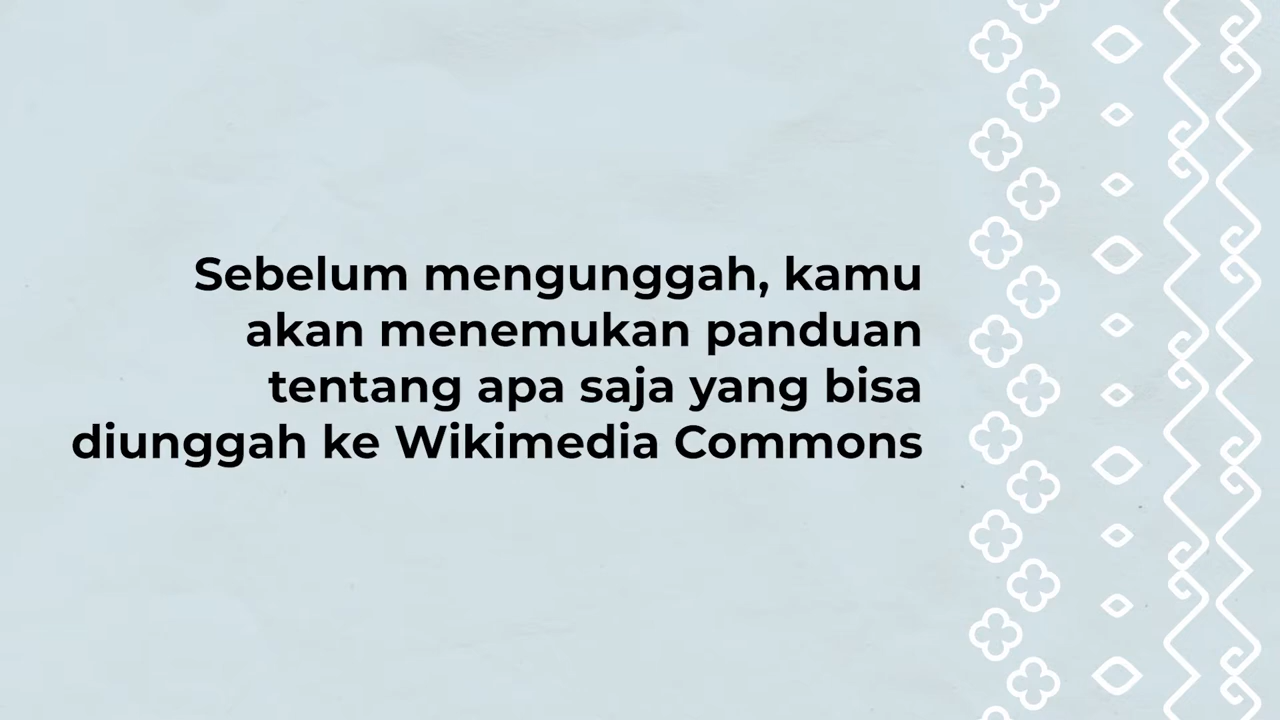 Sebelum mengunggah, kamu
akan menemukan panduan
tentang apa saja yang bisa
diunggah ke Wikimedia Commons